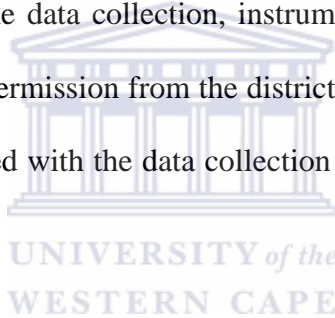 e data collection, instrum
ermission from the district
ed with the data collection
UNIVERSITY of the
WESTERN CAPE